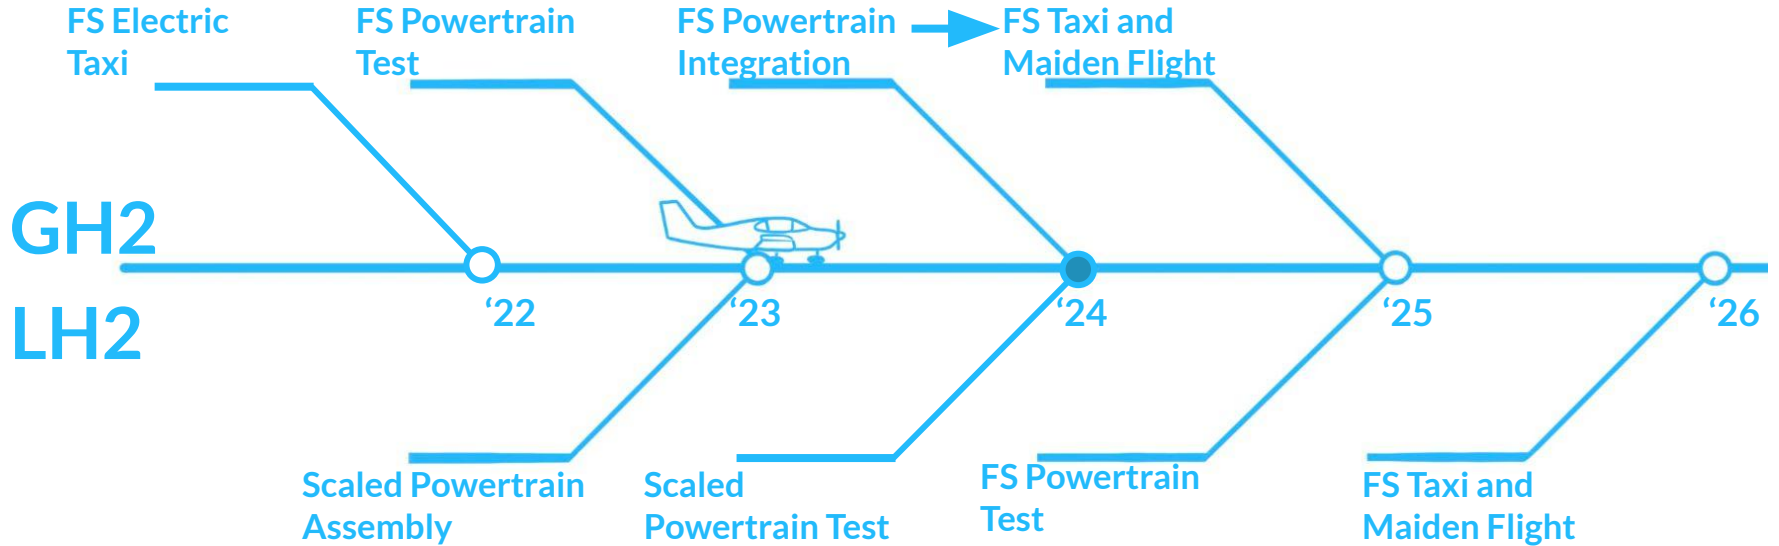 FS Electric
Taxi
FS Powertrain
Test
FS Powertrain
Integration
FS Taxi and
Maiden Flight
GH2
LH2
‘22
‘23
‘24
‘25
‘26
Scaled Powertrain
Assembly
Scaled
Powertrain Test
FS Powertrain
Test
FS Taxi and
Maiden Flight